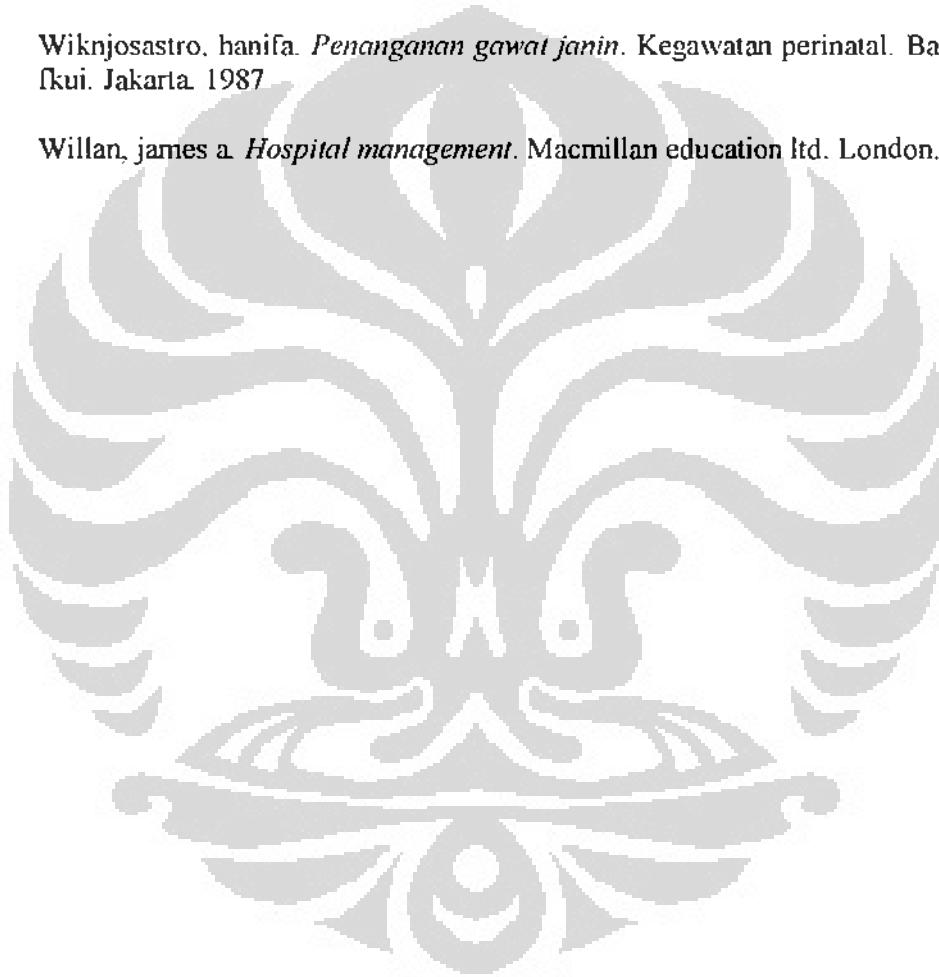 Wiknjosastro, hanifa. Penanganan gawat janin. Kegawatan perinatal. Ba
fkui. Jakarta. 1987
Willan, james a. Hospital management. Macmillan education ltd. London.